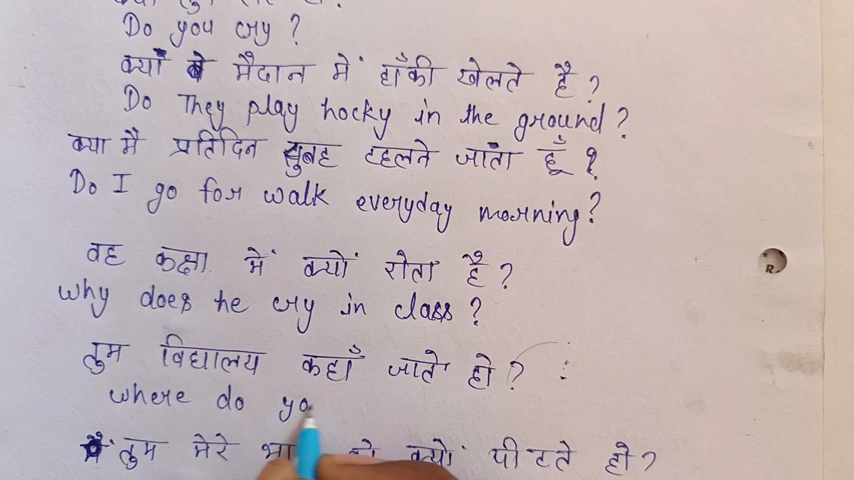 Do you cry?
क्या वे मैदान में हॉकी खेलते है?
Do They play hocky in the ground?
क्या मै प्रतिदिन सुबह टहलने जाता हूँ?
Do I go for walk everyday morning?
वह कक्षा में क्यों रोता है?
Why does he cry in class?
तुम विद्यालय कहाँ जाते हो?
where do yo
तुम मेरे क्यों पीटते हो?
R